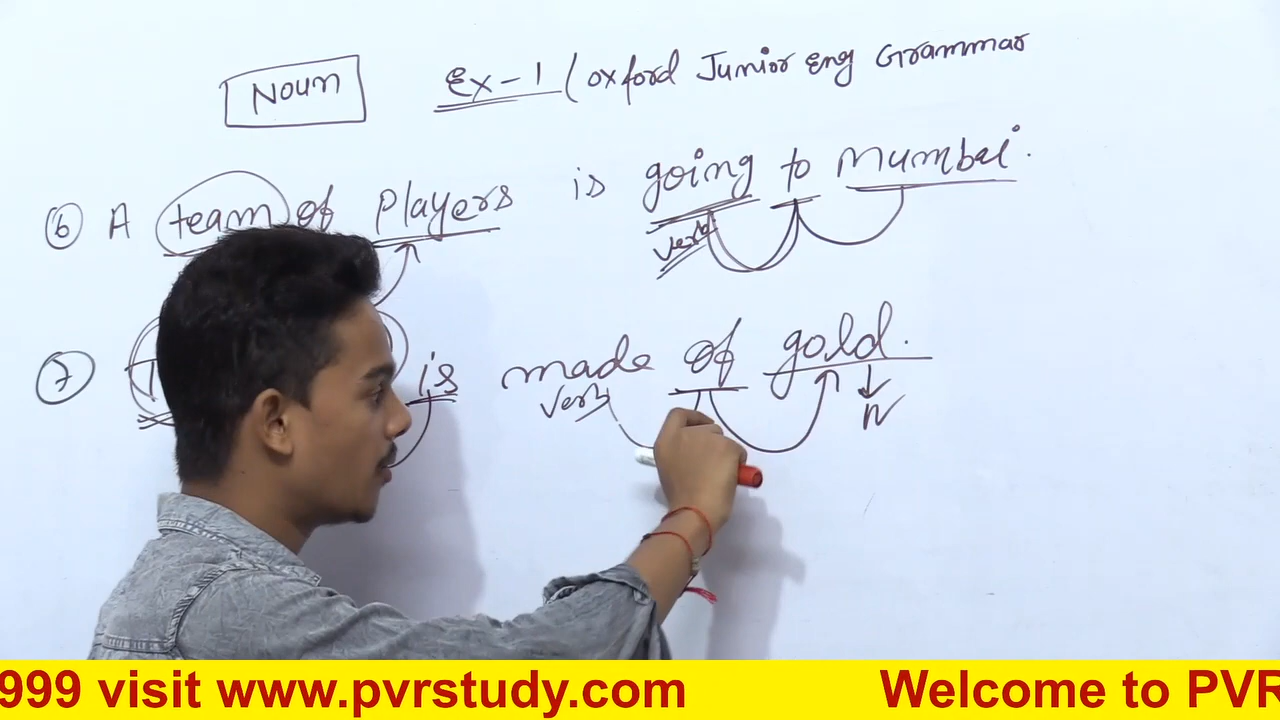 Noun Ex-1 (Oxford Junior Eng Grammar
6 A team of Players is going to Mumbai.
verb
7 is made of gold.
Verb N
999 visit www.pvrstudy.com Welcome to PVR